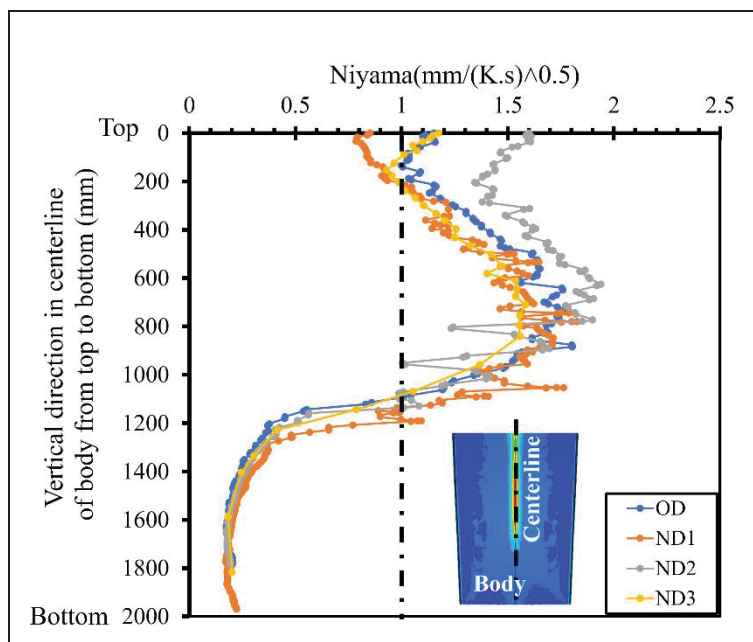 Niyama(mm/(K.s)^0.5)
0 0.5 1 1.5 2 2.5
Top
0
200
400
600
800
1000
1200
1400
1600
1800
2000
Bottom
Vertical direction in centerline
of body from top to bottom (mm)
Centerline
Body
OD
ND1
ND2
ND3